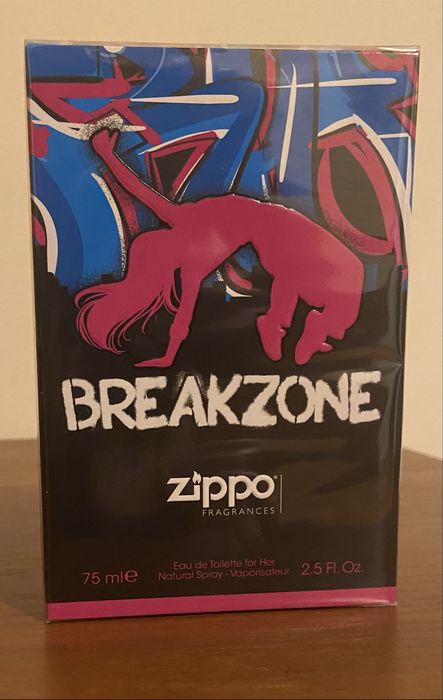 BREAKZONE
Zippo®
FRAGRANCES
Eau de Toilette for Her
75 ml℮ Natural Spray - Vaporisateur 2.5 Fl. Oz.